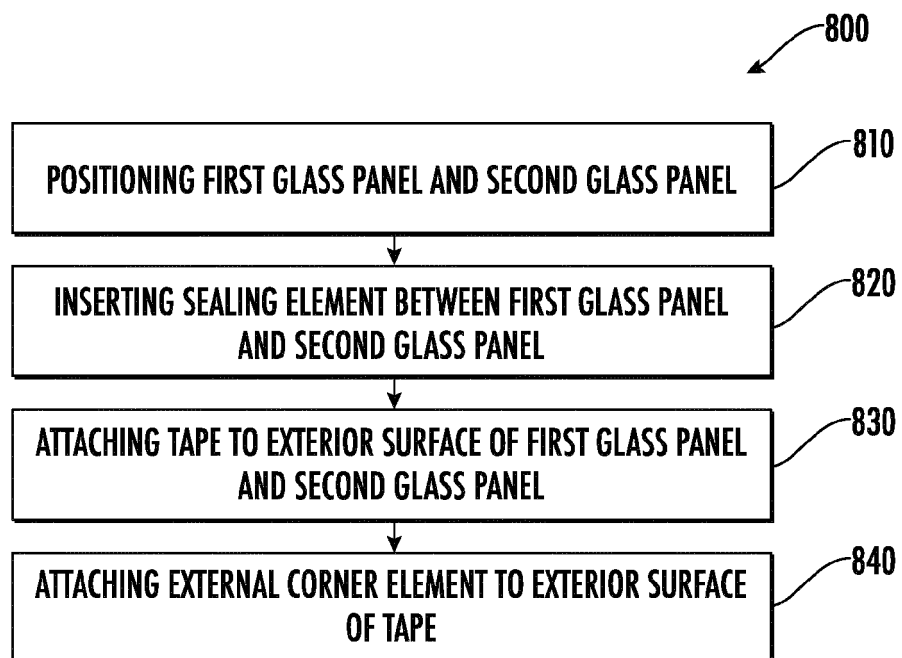 800
POSITIONING FIRST GLASS PANEL AND SECOND GLASS PANEL
810
INSERTING SEALING ELEMENT BETWEEN FIRST GLASS PANEL
AND SECOND GLASS PANEL
820
ATTACHING TAPE TO EXTERIOR SURFACE OF FIRST GLASS PANEL
AND SECOND GLASS PANEL
830
ATTACHING EXTERNAL CORNER ELEMENT TO EXTERIOR SURFACE
OF TAPE
840